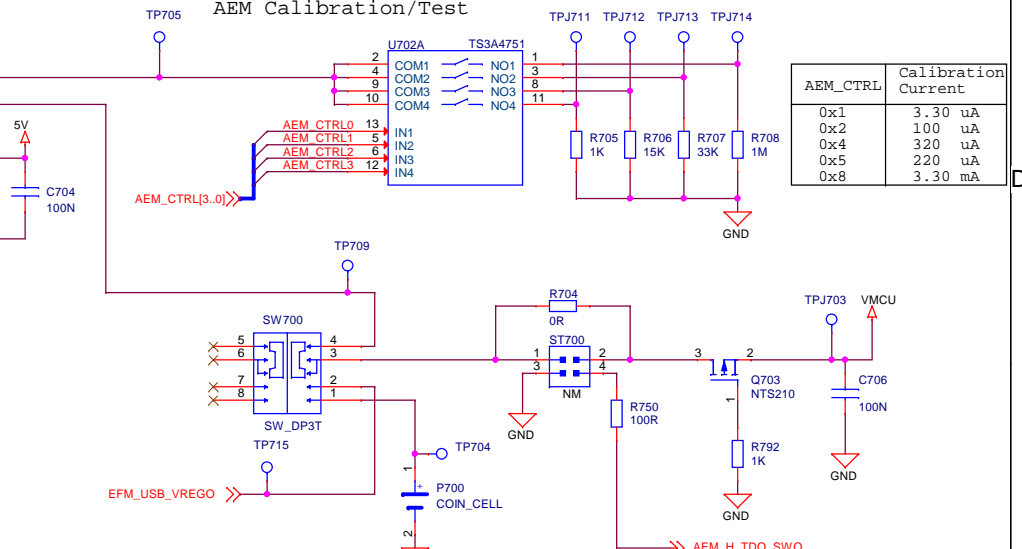 AEM Calibration/Test
TP705
TPJ711 TPJ712 TPJ713 TPJ714
U702A TS3A4751
2 COM1 NO1 1
4 COM2 NO2 3
9 COM3 NO3 8
10 COM4 NO4 11
AEM_CTRL0 13 IN1
AEM_CTRL1 5 IN2
AEM_CTRL2 6 IN3
AEM_CTRL3 12 IN4
AEM_CTRL[3..0]
5V
C704
100N
R705
1K
R706
15K
R707
33K
R708
1M
GND
AEM_CTRL Calibration Current
0x1 3.30 uA
0x2 100 uA
0x4 320 uA
0x5 220 uA
0x8 3.30 mA
D
TP709
SW700
5 4
6 3
7 2
8 1
SW_DP3T
TP715
EFM_USB_VREGO
TP704
1
+
P700
COIN_CELL
2
R704
0R
ST700
1 2
3 4
NM
GND
R750
100R
AEM_H_TDO_SWO
3 2
1
Q703
NTS210
R792
1K
GND
TPJ703
VMCU
C706
100N
GND